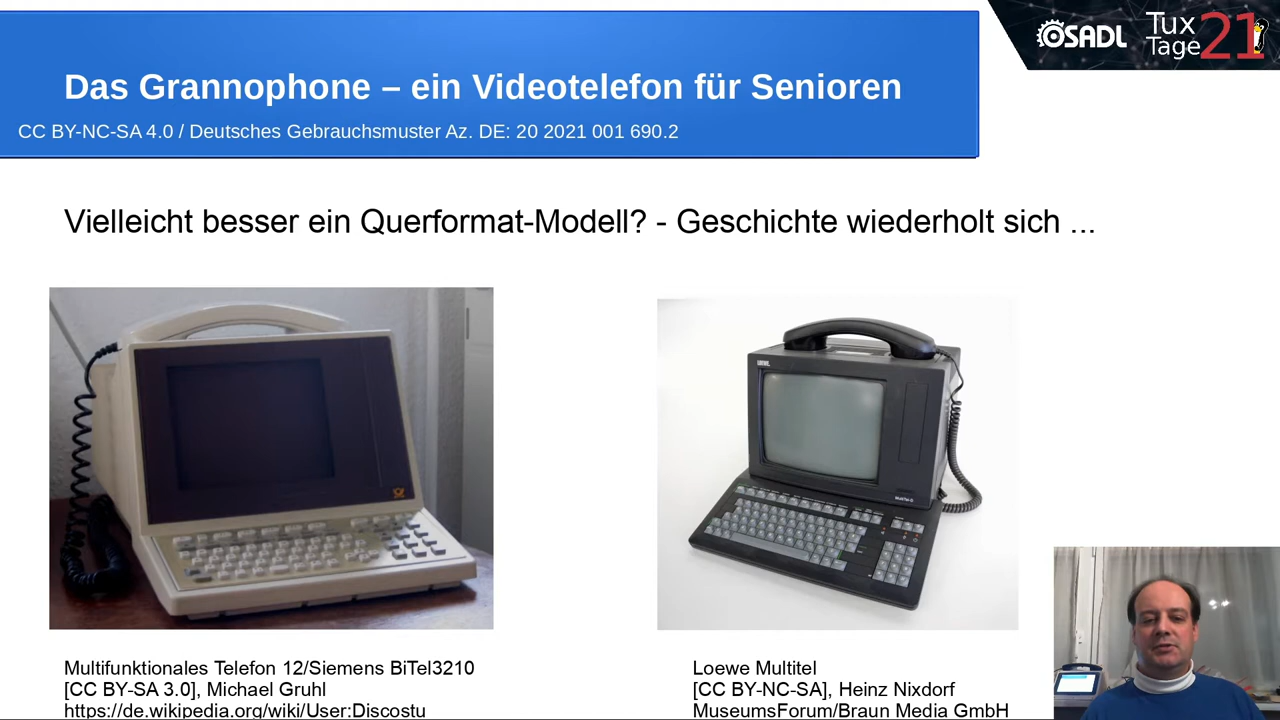 Das Grannophone – ein Videotelefon für Senioren
CC BY-NC-SA 4.0 / Deutsches Gebrauchsmuster Az. DE: 20 2021 001 690.2
OSADL
Tux
Tage
21
Vielleicht besser ein Querformat-Modell? - Geschichte wiederholt sich ...
Multifunktionales Telefon 12/Siemens BiTel3210
[CC BY-SA 3.0], Michael Gruhl
https://de.wikipedia.org/wiki/User:Discostu
Loewe Multitel
[CC BY-NC-SA], Heinz Nixdorf
MuseumsForum/Braun Media GmbH